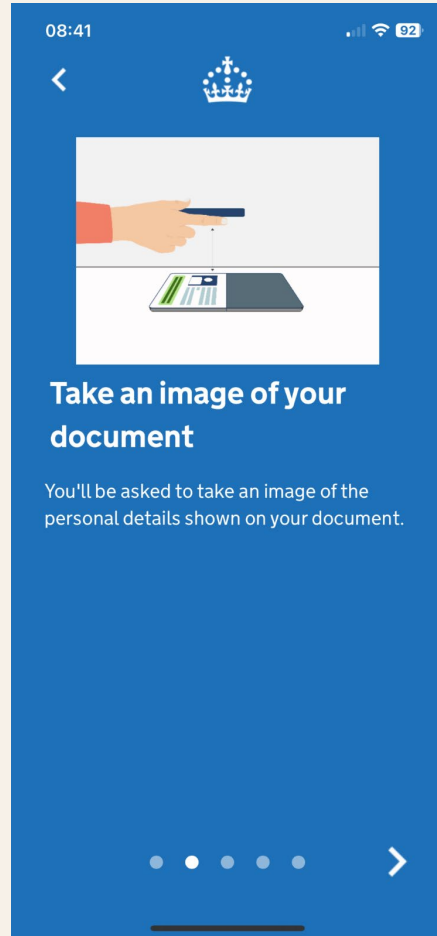 08:41
92
Take an image of your
document
You'll be asked to take an image of the
personal details shown on your document.